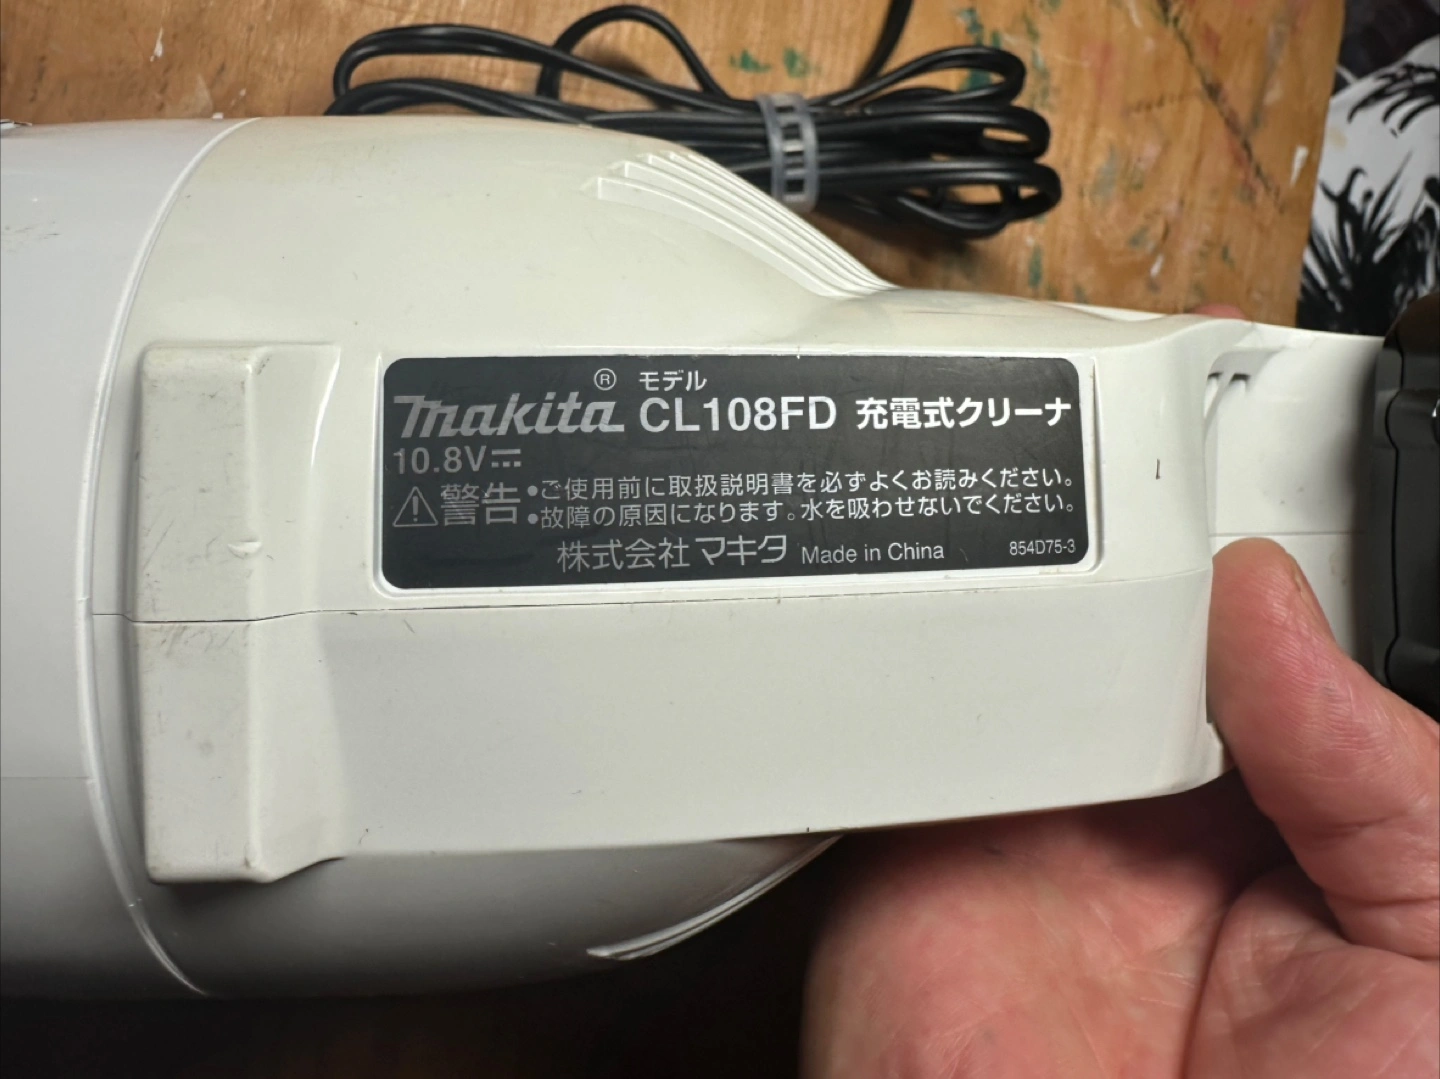 makita® モデル CL108FD 充電式クリーナ
10.8V⎓
⚠警告 •ご使用前に取扱説明書を必ずよくお読みください。
•故障の原因になります。水を吸わせないでください。
株式会社マキタ Made in China 854D75-3